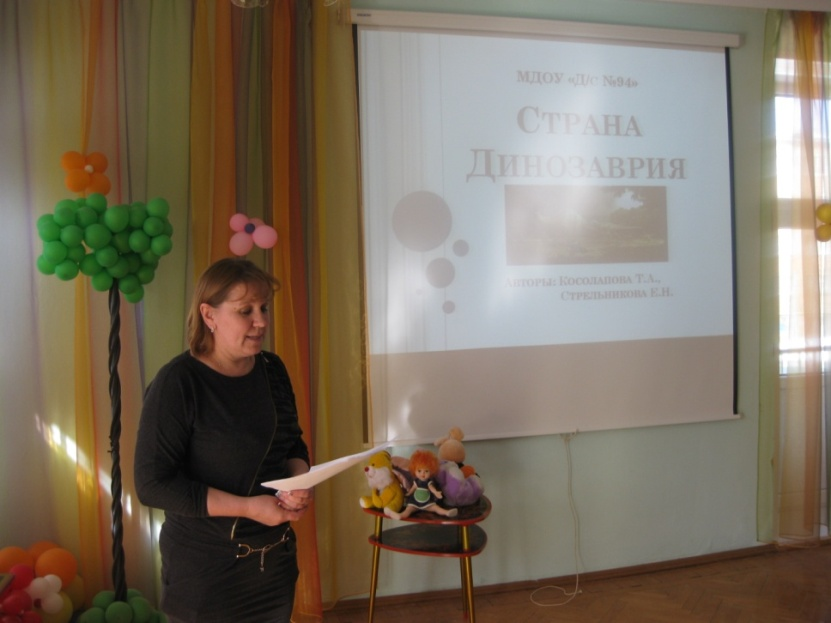 МДОУ «Д/с №94»
Страна
Динозаврия
Авторы: Косолапова Т.А.,
Стрельникова Е.Н.